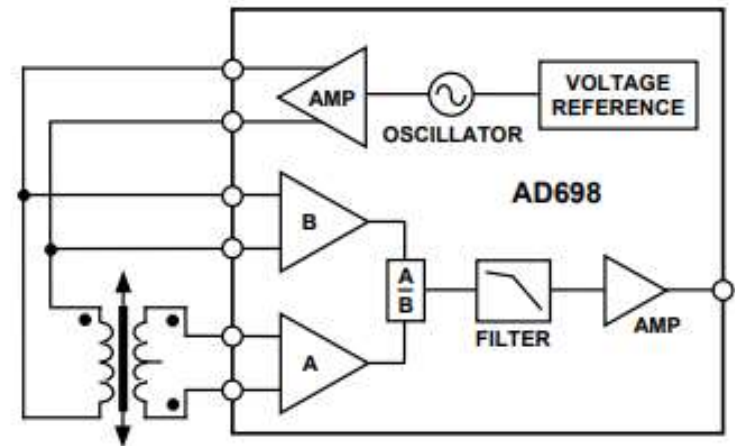 AMP
OSCILLATOR
VOLTAGE
REFERENCE
AD698
B
A
B
FILTER
AMP
A